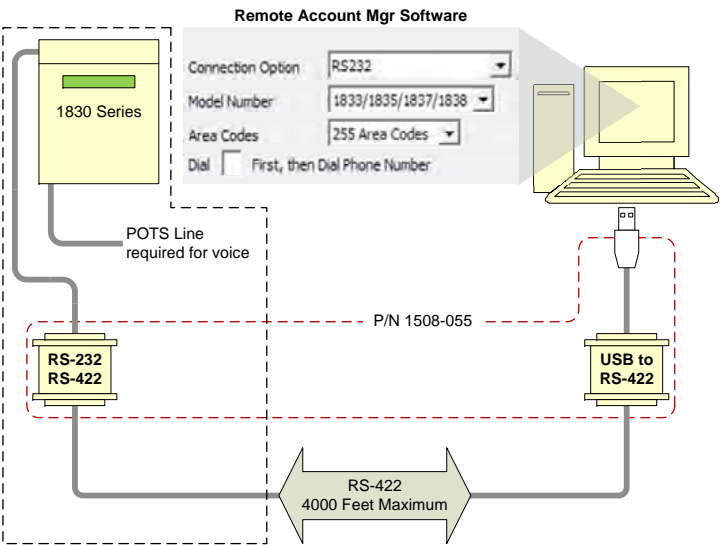 Remote Account Mgr Software
Connection Option RS232
Model Number 1833/1835/1837/1838
Area Codes 255 Area Codes
Dial First, then Dial Phone Number
1830 Series
POTS Line
required for voice
P/N 1508-055
RS-232
RS-422
USB to
RS-422
RS-422
4000 Feet Maximum